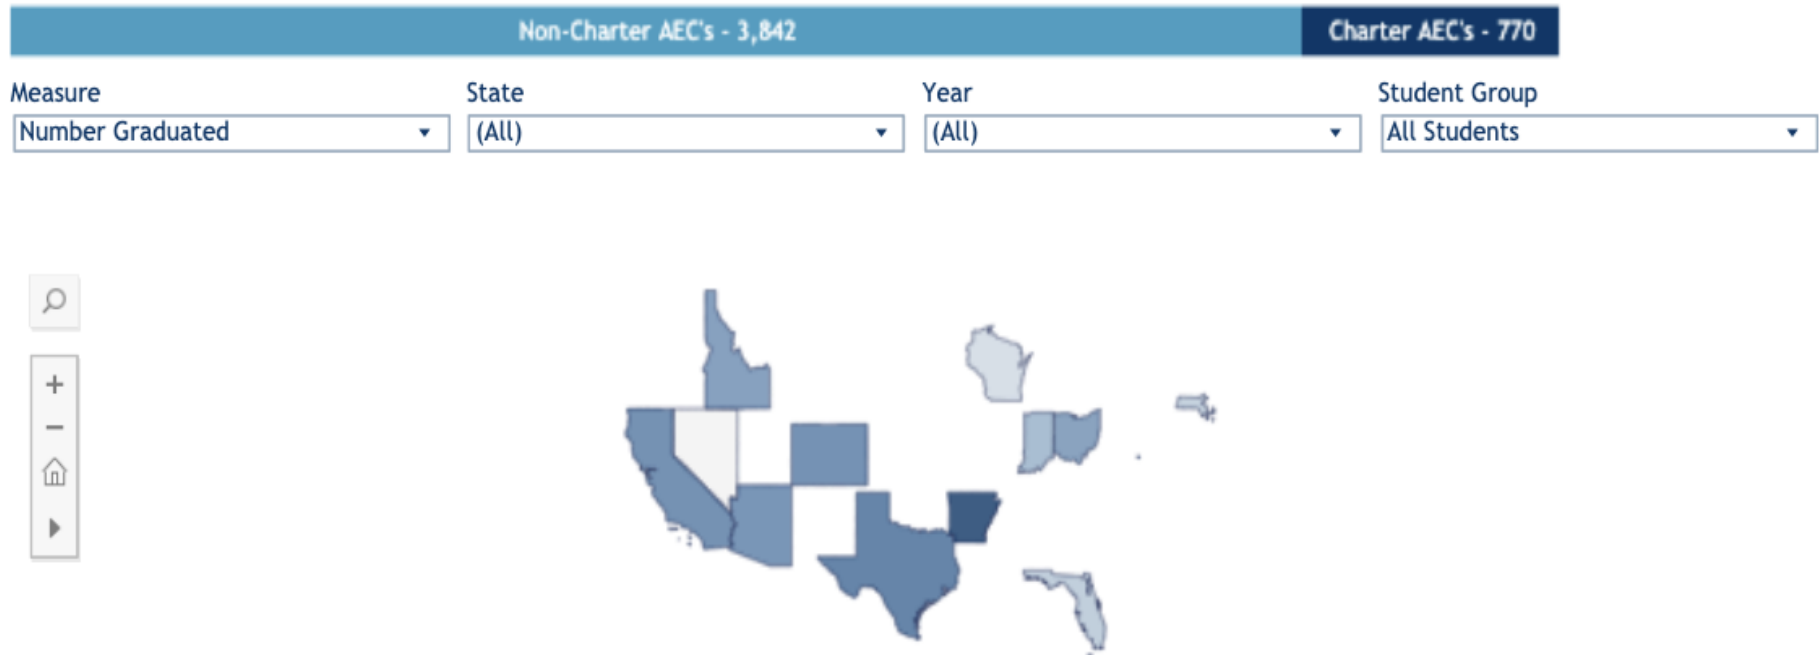 Non-Charter AEC's - 3,842 Charter AEC's - 770
Measure State Year Student Group
Number Graduated (All) (All) All Students